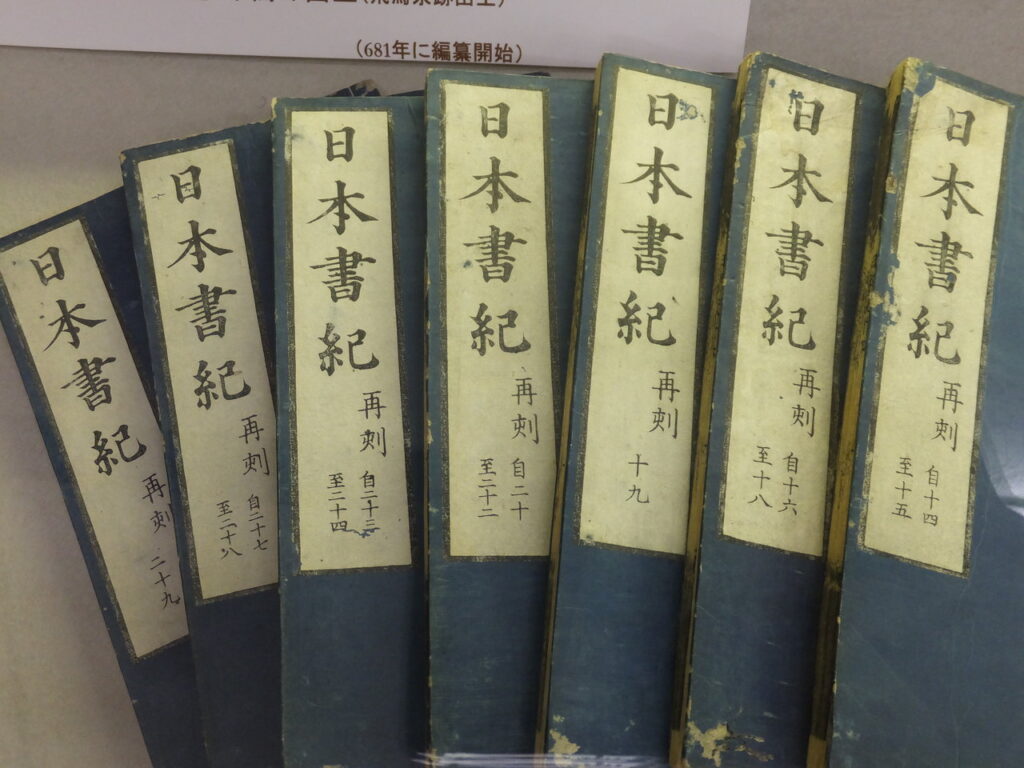 (681年に編纂開始)
日本書紀
再刻
自十四
至十五
日本書紀
再刻
自十六
至十八
日本書紀
再刻
十九
日本書紀
再刻
自二十
至二十二
日本書紀
再刻
自二十三
至二十四
日本書紀
再刻
自二十七
至二十八
日本書紀
再刻
二十九